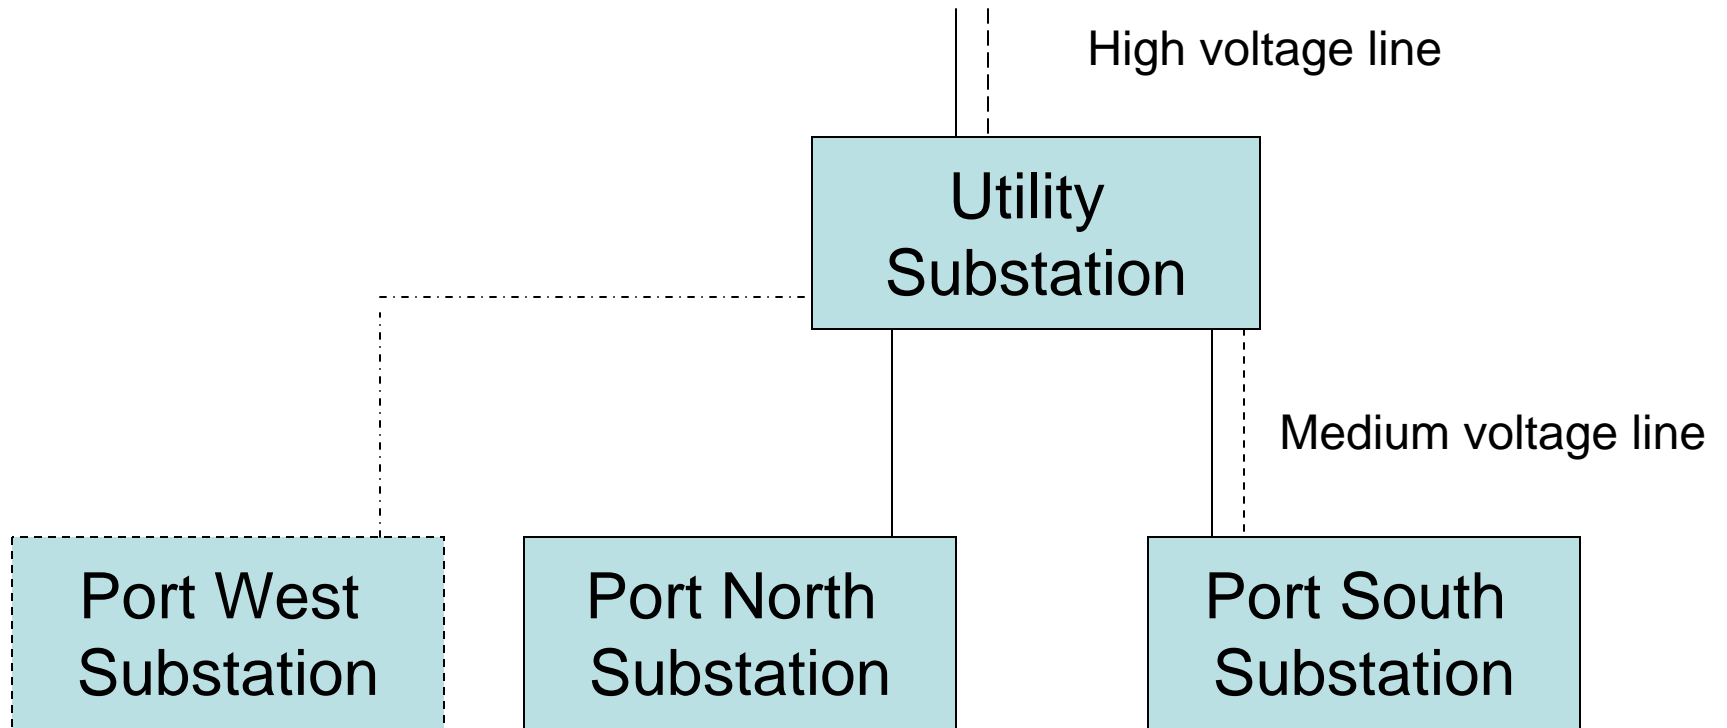 High voltage line
Utility
Substation
Medium voltage line
Port West
Substation
Port North
Substation
Port South
Substation